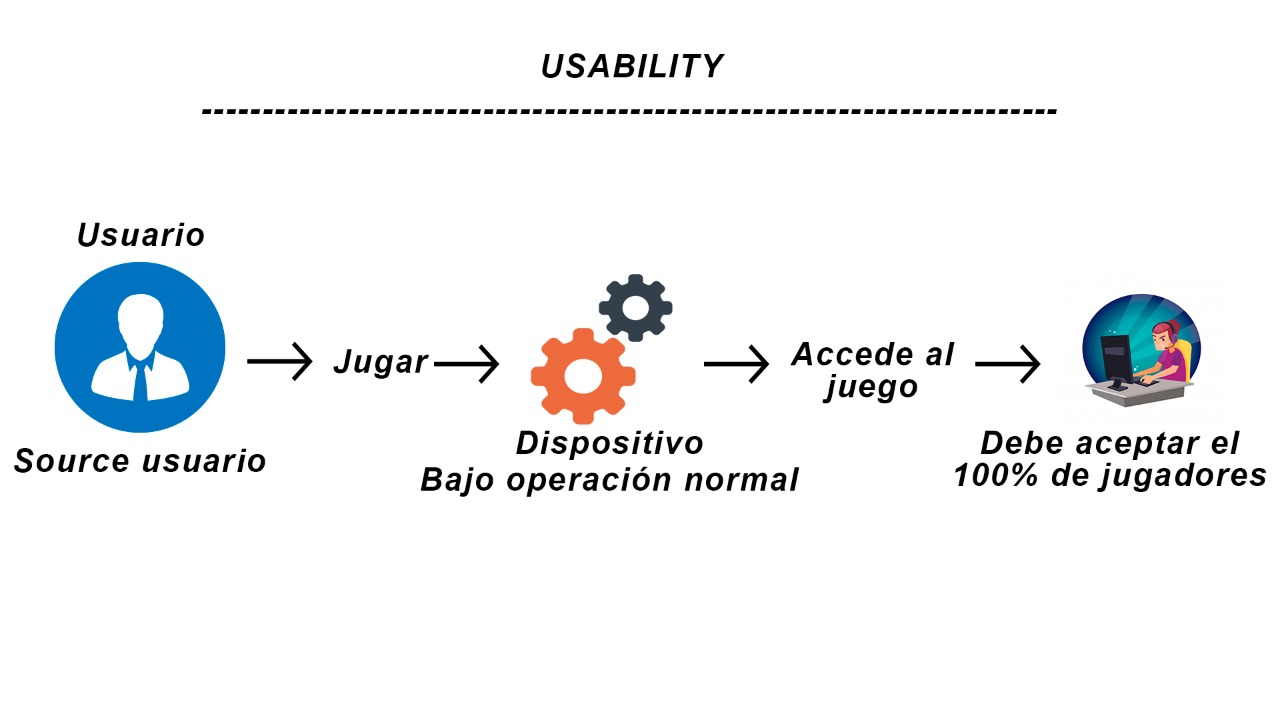 USABILITY
----------------------------------------------------------------------
Usuario
Source usuario
Jugar
Dispositivo
Bajo operación normal
Accede al
juego
Debe aceptar el
100% de jugadores